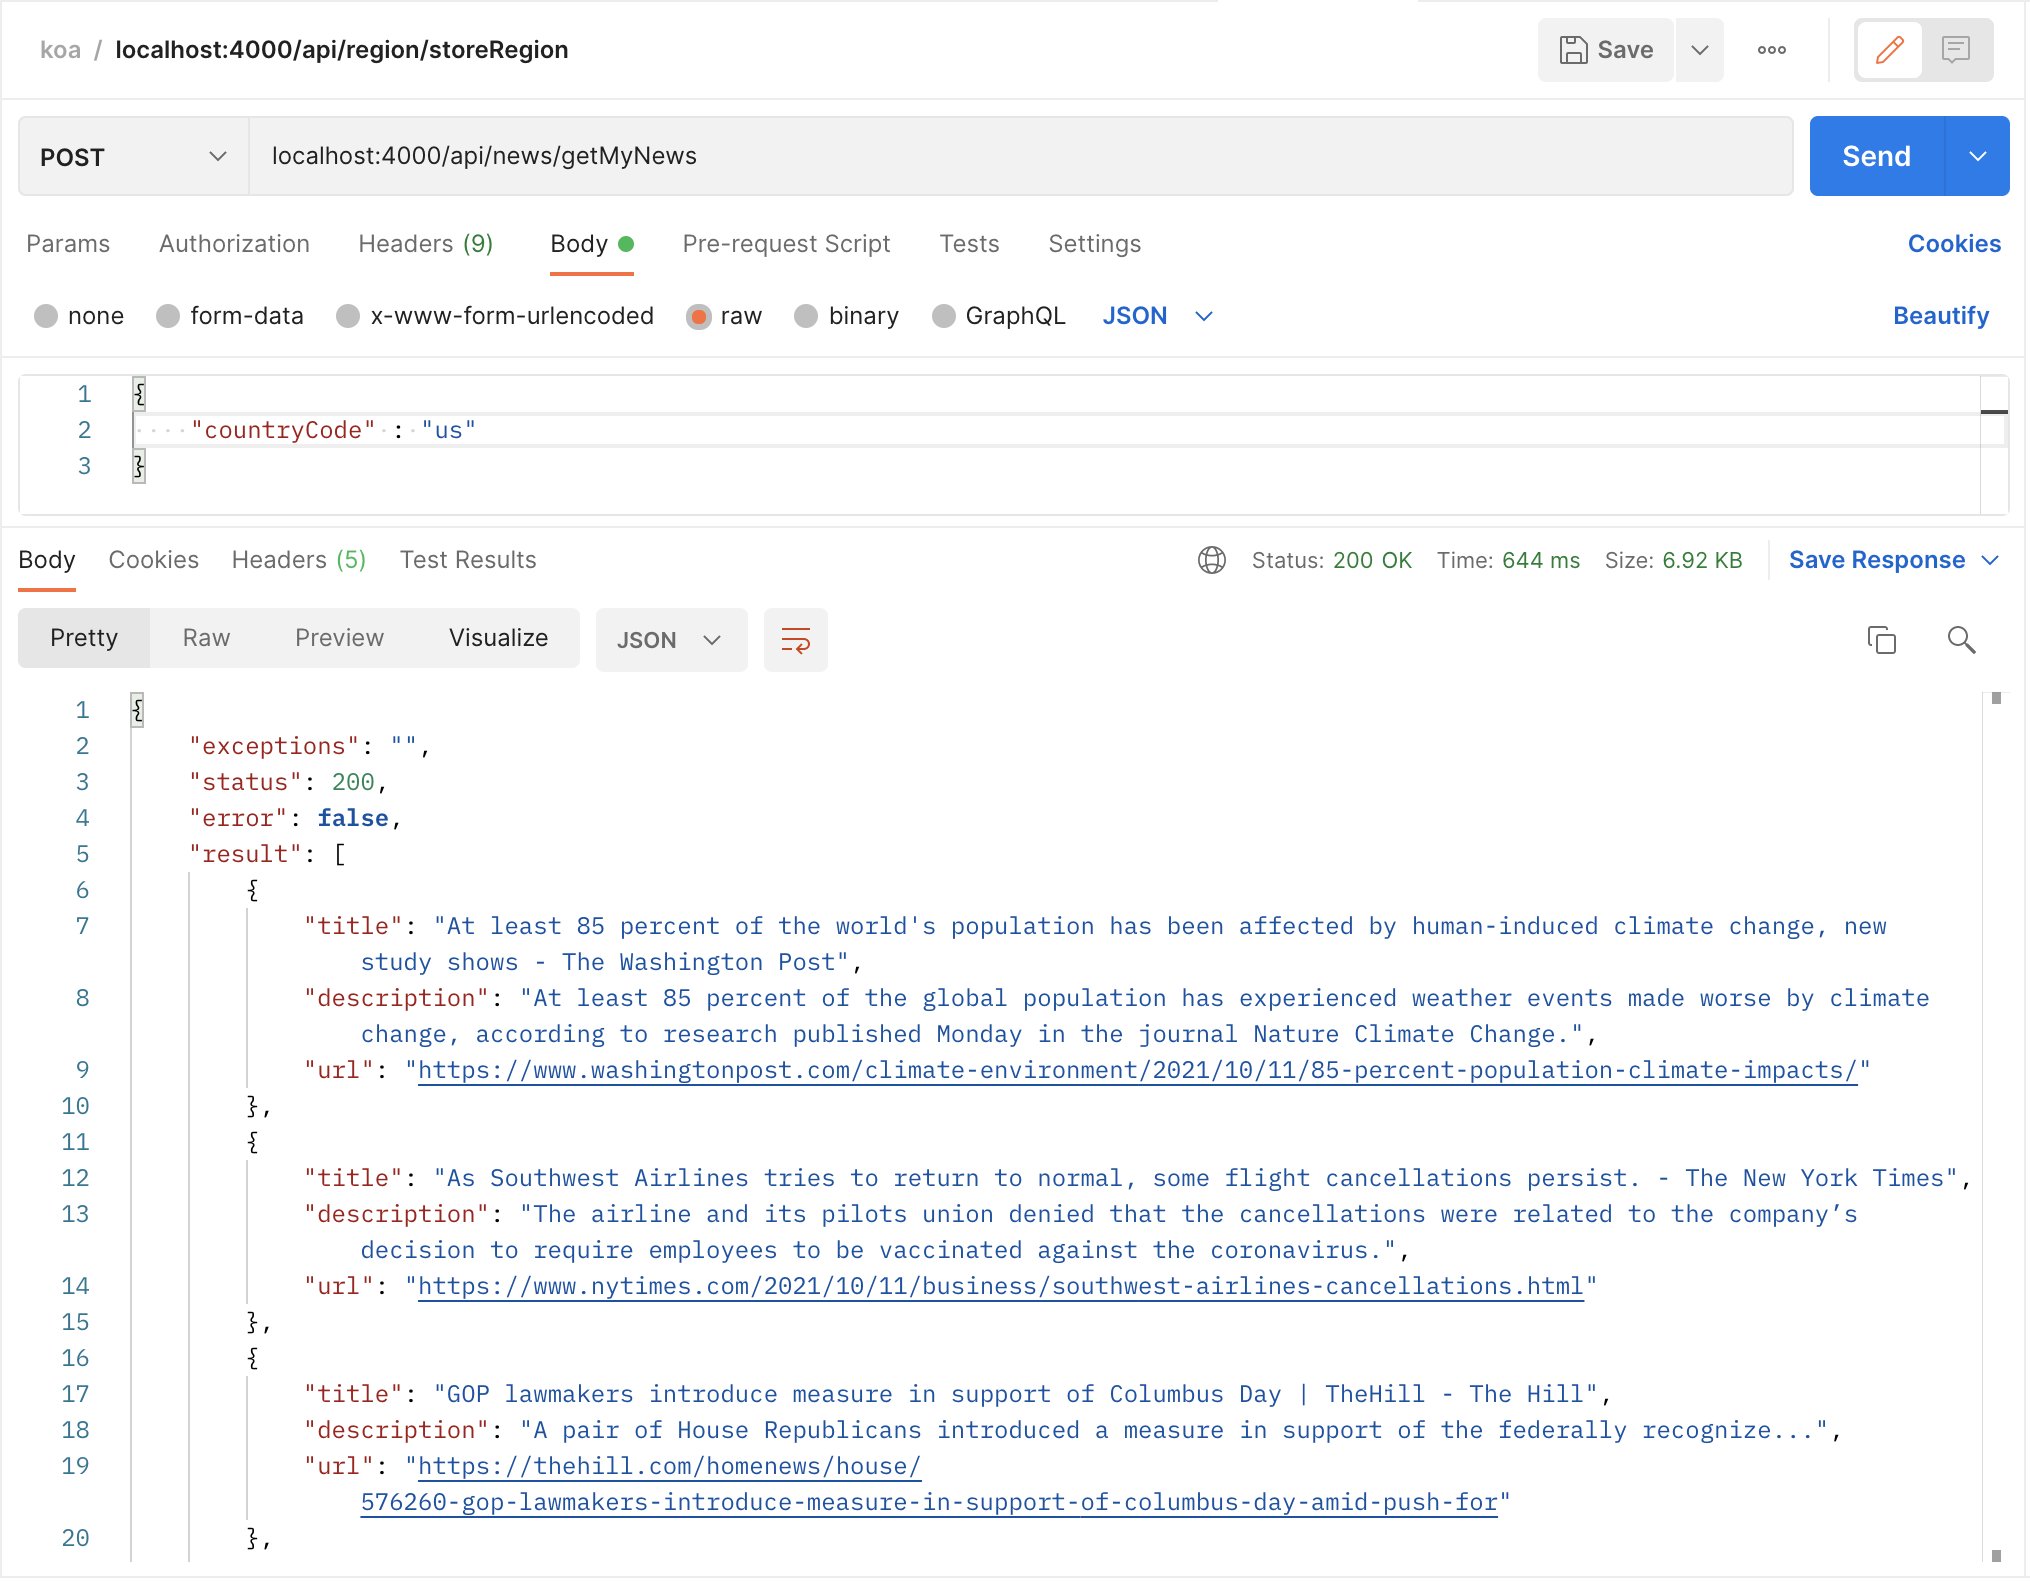 koa / localhost:4000/api/region/storeRegion
Save
POST
localhost:4000/api/news/getMyNews
Send
Params Authorization Headers (9) Body Pre-request Script Tests Settings Cookies
none form-data x-www-form-urlencoded raw binary GraphQL JSON Beautify
1 {
2 "countryCode" : "us"
3 }
Body Cookies Headers (5) Test Results Status: 200 OK Time: 644 ms Size: 6.92 KB Save Response
Pretty Raw Preview Visualize JSON
1 {
2 "exceptions": "",
3 "status": 200,
4 "error": false,
5 "result": [
6 {
7 "title": "At least 85 percent of the world's population has been affected by human-induced climate change, new
study shows - The Washington Post",
8 "description": "At least 85 percent of the global population has experienced weather events made worse by climate
change, according to research published Monday in the journal Nature Climate Change.",
9 "url": "https://www.washingtonpost.com/climate-environment/2021/10/11/85-percent-population-climate-impacts/"
10 },
11 {
12 "title": "As Southwest Airlines tries to return to normal, some flight cancellations persist. - The New York Times",
13 "description": "The airline and its pilots union denied that the cancellations were related to the company’s
decision to require employees to be vaccinated against the coronavirus.",
14 "url": "https://www.nytimes.com/2021/10/11/business/southwest-airlines-cancellations.html"
15 },
16 {
17 "title": "GOP lawmakers introduce measure in support of Columbus Day | TheHill - The Hill",
18 "description": "A pair of House Republicans introduced a measure in support of the federally recognize...",
19 "url": "https://thehill.com/homenews/house/
576260-gop-lawmakers-introduce-measure-in-support-of-columbus-day-amid-push-for"
20 },